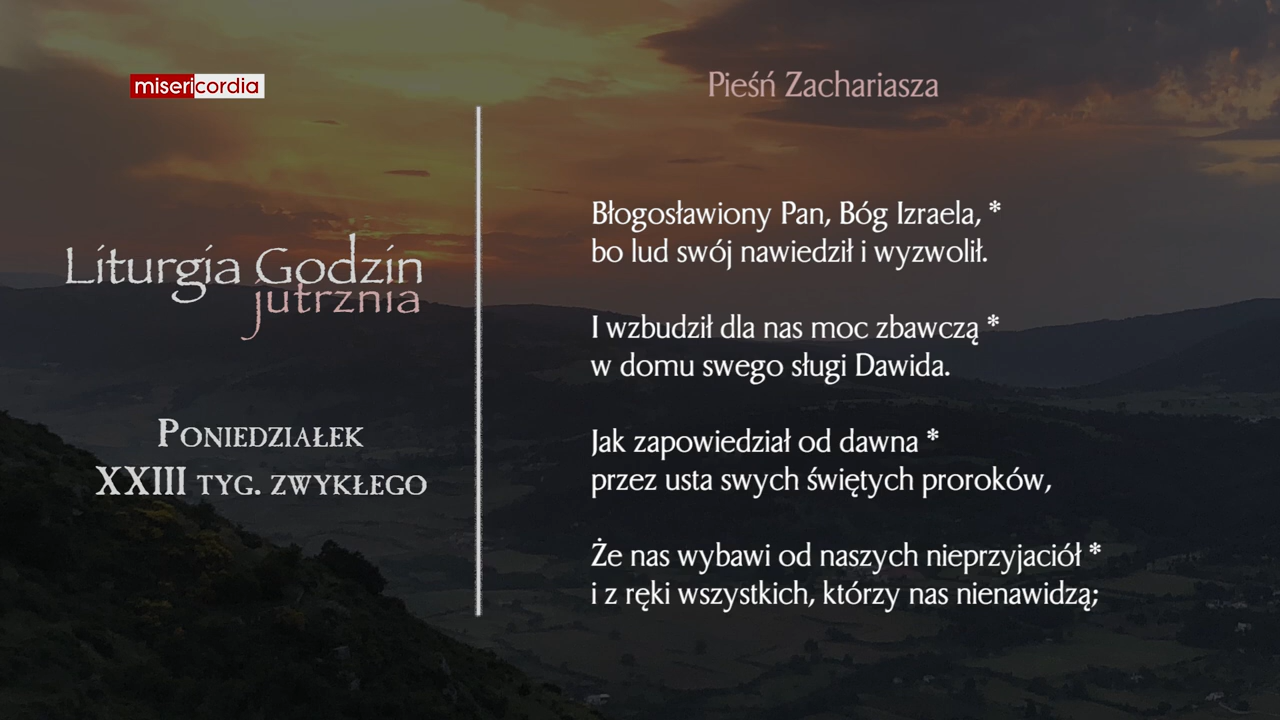 misericordia
Liturgia Godzin
jutrznia
Poniedziałek
XXIII tyg. zwykłego
Pieśń Zachariasza
Błogosławiony Pan, Bóg Izraela, *
bo lud swój nawiedził i wyzwolił.
I wzbudził dla nas moc zbawczą *
w domu swego sługi Dawida.
Jak zapowiedział od dawna *
przez usta swych świętych proroków,
Że nas wybawi od naszych nieprzyjaciół *
i z ręki wszystkich, którzy nas nienawidzą;